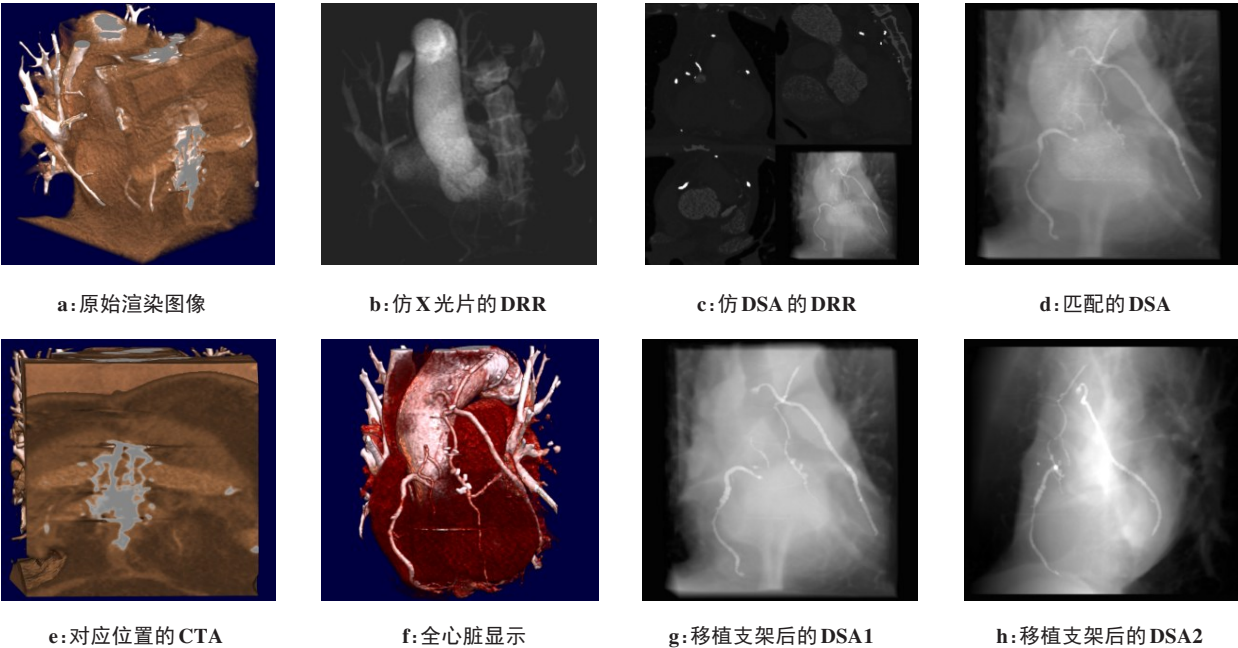 a:原始渲染图像
b:仿X光片的DRR
c:仿DSA的DRR
d:匹配的DSA
e:对应位置的CTA
f:全心脏显示
g:移植支架后的DSA1
h:移植支架后的DSA2